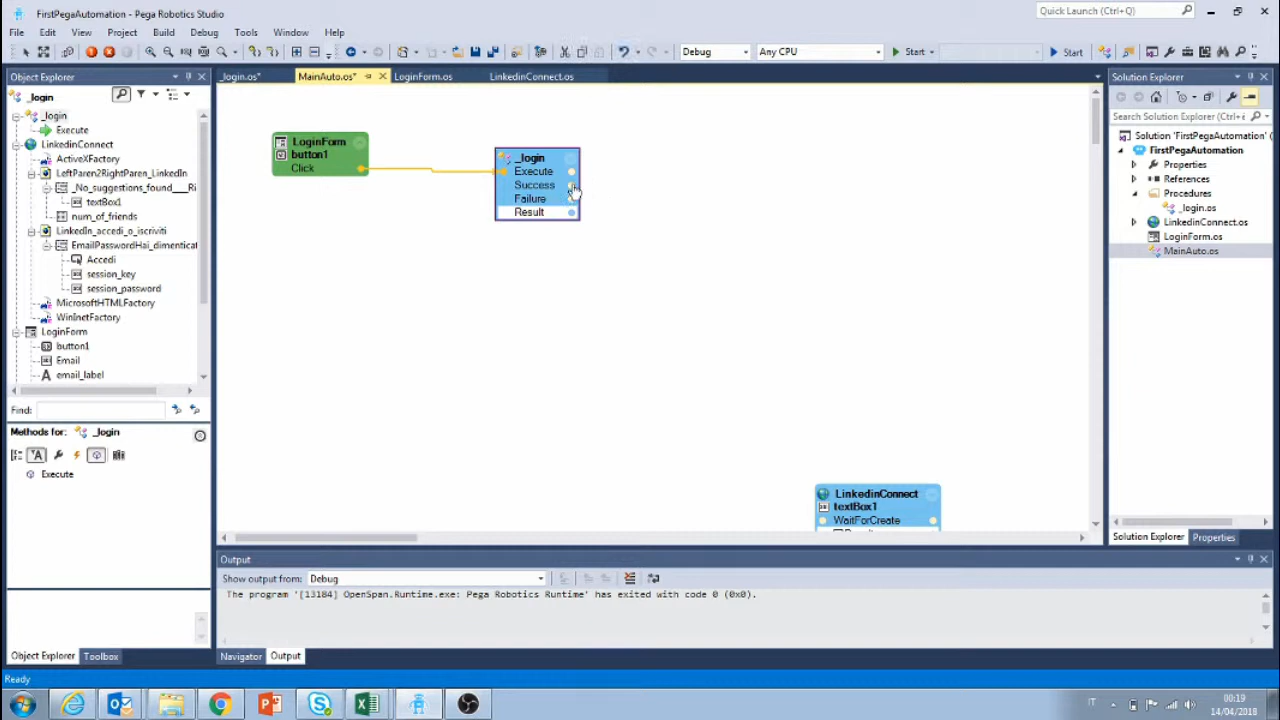 FirstPegaAutomation - Pega Robotics Studio
Quick Launch (Ctrl+Q)
File Edit View Project Build Debug Tools Window Help
Debug Any CPU Start Start
Object Explorer
_login.os* MainAuto.os* LoginForm.os LinkedinConnect.os
Solution Explorer
_login
_login
Execute
LinkedinConnect
ActiveXFactory
LeftParen2RightParen_LinkedIn
_No_suggestions_found___Ri
textBox1
num_of_friends
LinkedIn_accedi_o_iscriviti
EmailPasswordHai_dimenticat
Accedi
session_key
session_password
MicrosoftHTMLFactory
WinInetFactory
LoginForm
button1
Email
email_label
Find:
Methods for: _login
Execute
Object Explorer Toolbox
LoginForm
button1
Click
_login
Execute
Success
Failure
Result
LinkedinConnect
textBox1
WaitForCreate
Output
Show output from: Debug
The program '[13184] OpenSpan.Runtime.exe: Pega Robotics Runtime' has exited with code 0 (0x0).
Navigator Output
Search Solution Explorer (Ctrl+è
Solution 'FirstPegaAutomation' (
FirstPegaAutomation
Properties
References
Procedures
_login.os
LinkedinConnect.os
LoginForm.os
MainAuto.os
Solution Explorer Properties
Ready
IT
00:19
14/04/2018